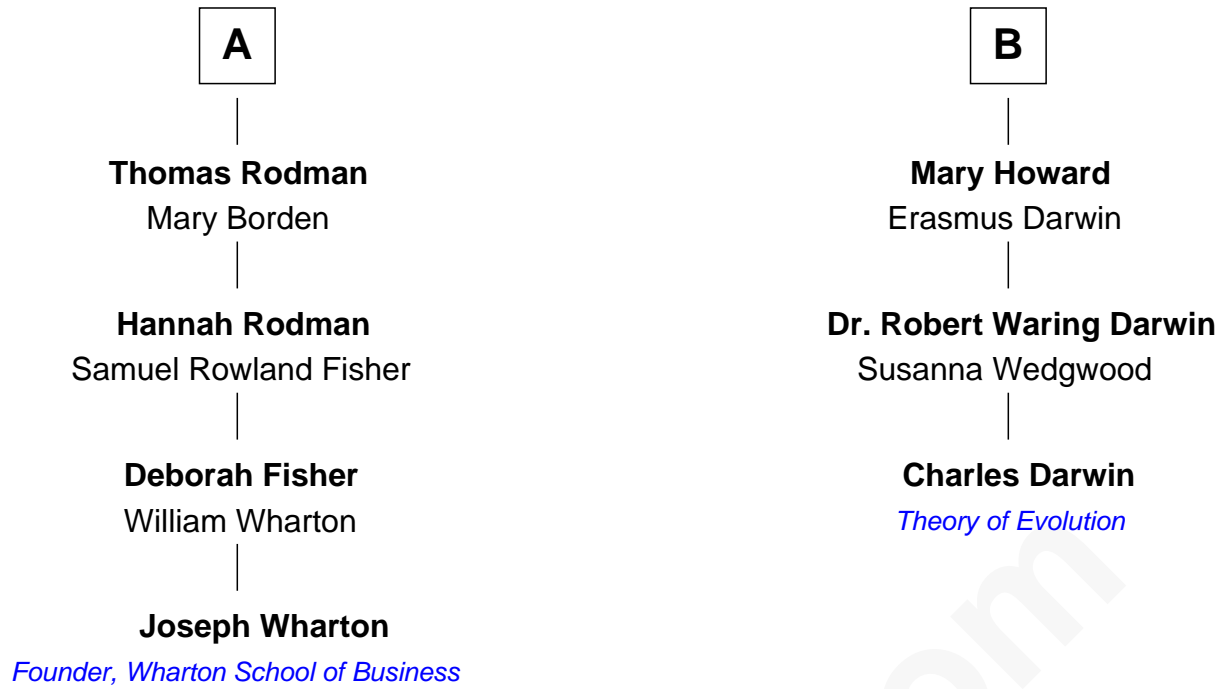 A
Thomas Rodman
Mary Borden
Hannah Rodman
Samuel Rowland Fisher
Deborah Fisher
William Wharton
Joseph Wharton
Founder, Wharton School of Business
B
Mary Howard
Erasmus Darwin
Dr. Robert Waring Darwin
Susanna Wedgwood
Charles Darwin
Theory of Evolution
om